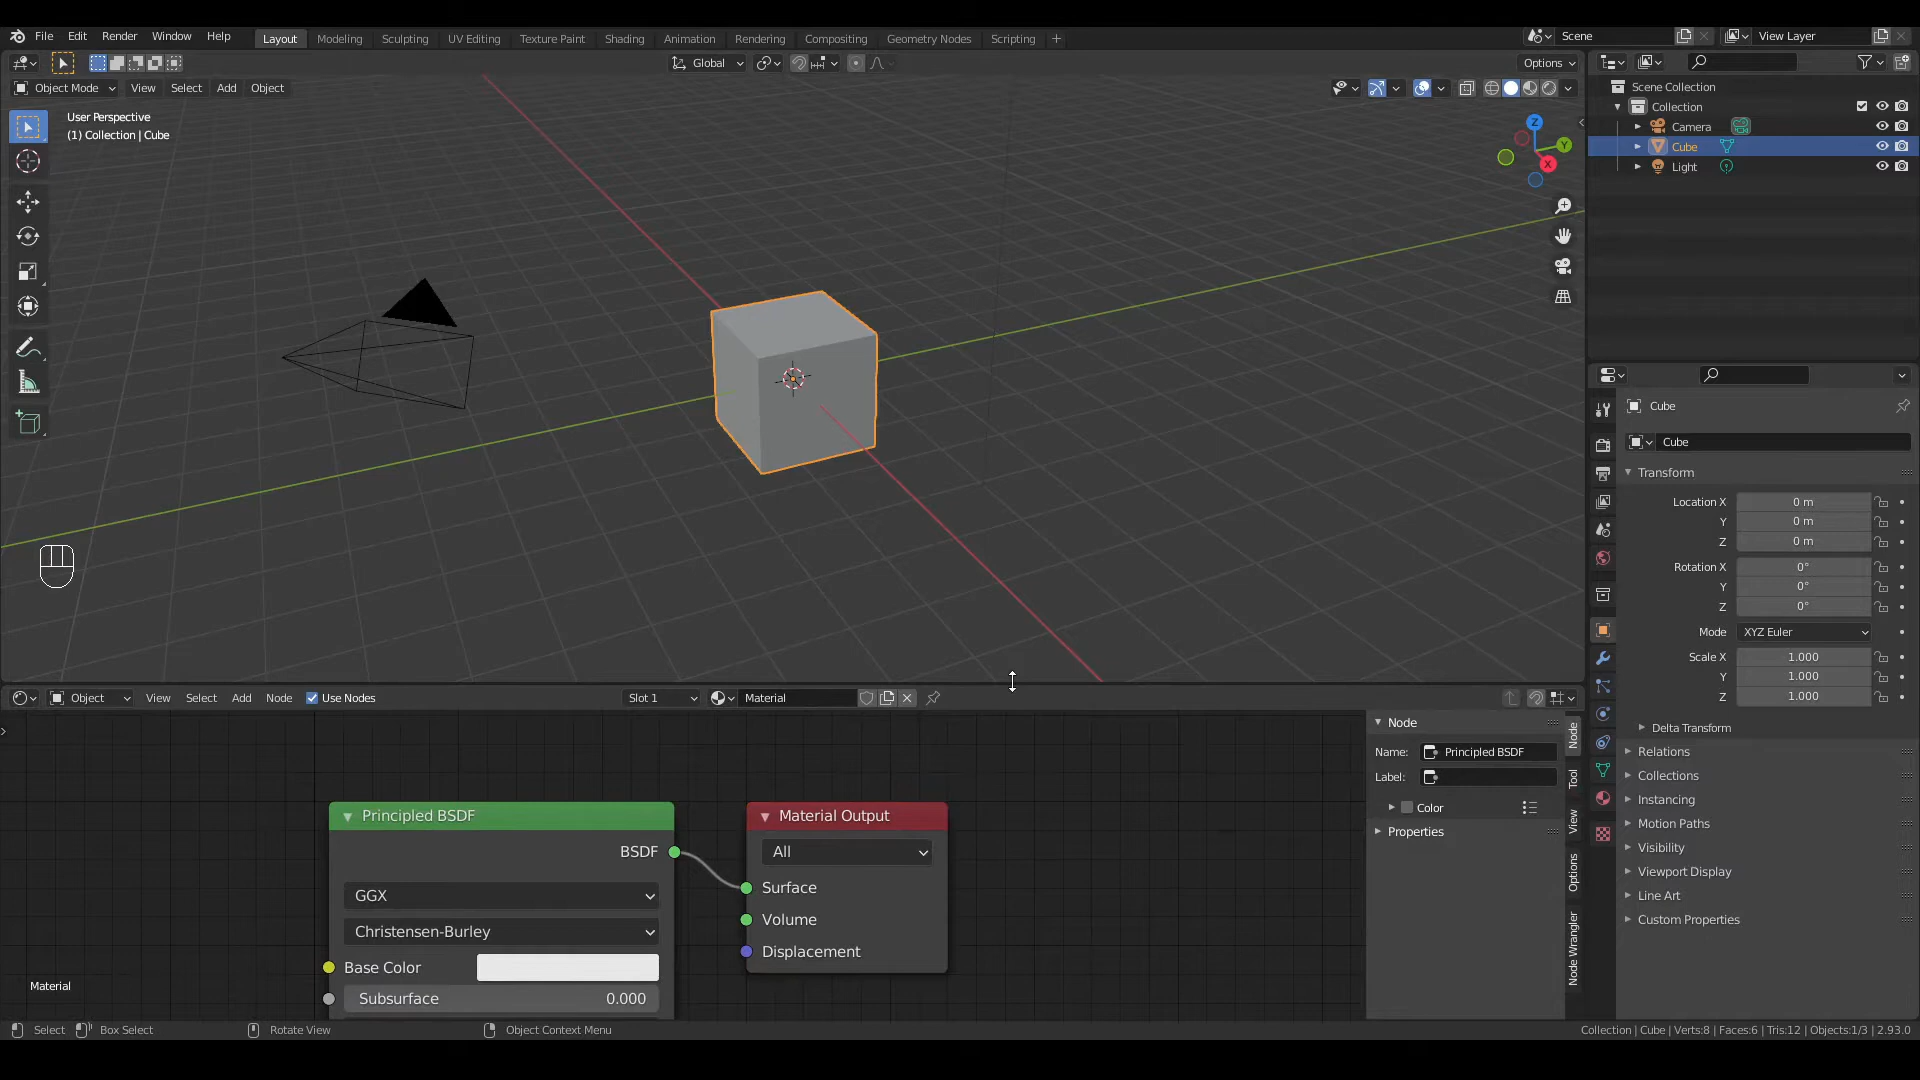 File Edit Render Window Help Layout Modeling Sculpting UV Editing Texture Paint Shading Animation Rendering Compositing Geometry Nodes Scripting + Scene View Layer
Global Options
Object Mode View Select Add Object
User Perspective
(1) Collection | Cube
Z
Y
X
Scene Collection
Collection
Camera
Cube
Light
Cube
Cube
Transform
Location X 0 m
Y 0 m
Z 0 m
Rotation X 0°
Y 0°
Z 0°
Mode XYZ Euler
Scale X 1.000
Y 1.000
Z 1.000
Delta Transform
Relations
Collections
Instancing
Motion Paths
Visibility
Viewport Display
Line Art
Custom Properties
Object View Select Add Node Use Nodes Slot 1 Material
Principled BSDF
BSDF
GGX
Christensen-Burley
Base Color
Subsurface 0.000
Material Output
All
Surface
Volume
Displacement
Material
Node
Name: Principled BSDF
Label:
Color
Properties
Node
Tool
View
Options
Node Wrangler
Select Box Select Rotate View Object Context Menu Collection | Cube | Verts:8 | Faces:6 | Tris:12 | Objects:1/3 | 2.93.0